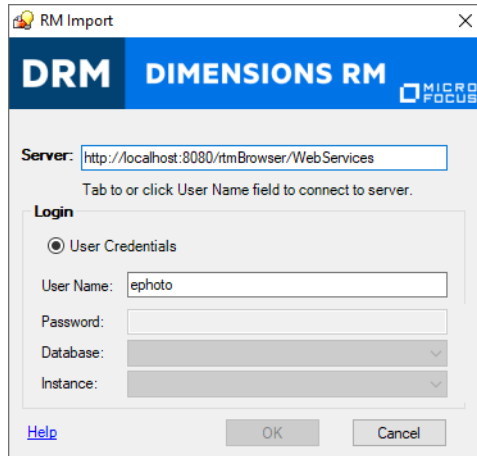 RM Import
DRM DIMENSIONS RM
MICRO
FOCUS
Server: http://localhost:8080/rtmBrowser/WebServices
Tab to or click User Name field to connect to server.
Login
User Credentials
User Name: ephoto
Password:
Database:
Instance:
Help OK Cancel